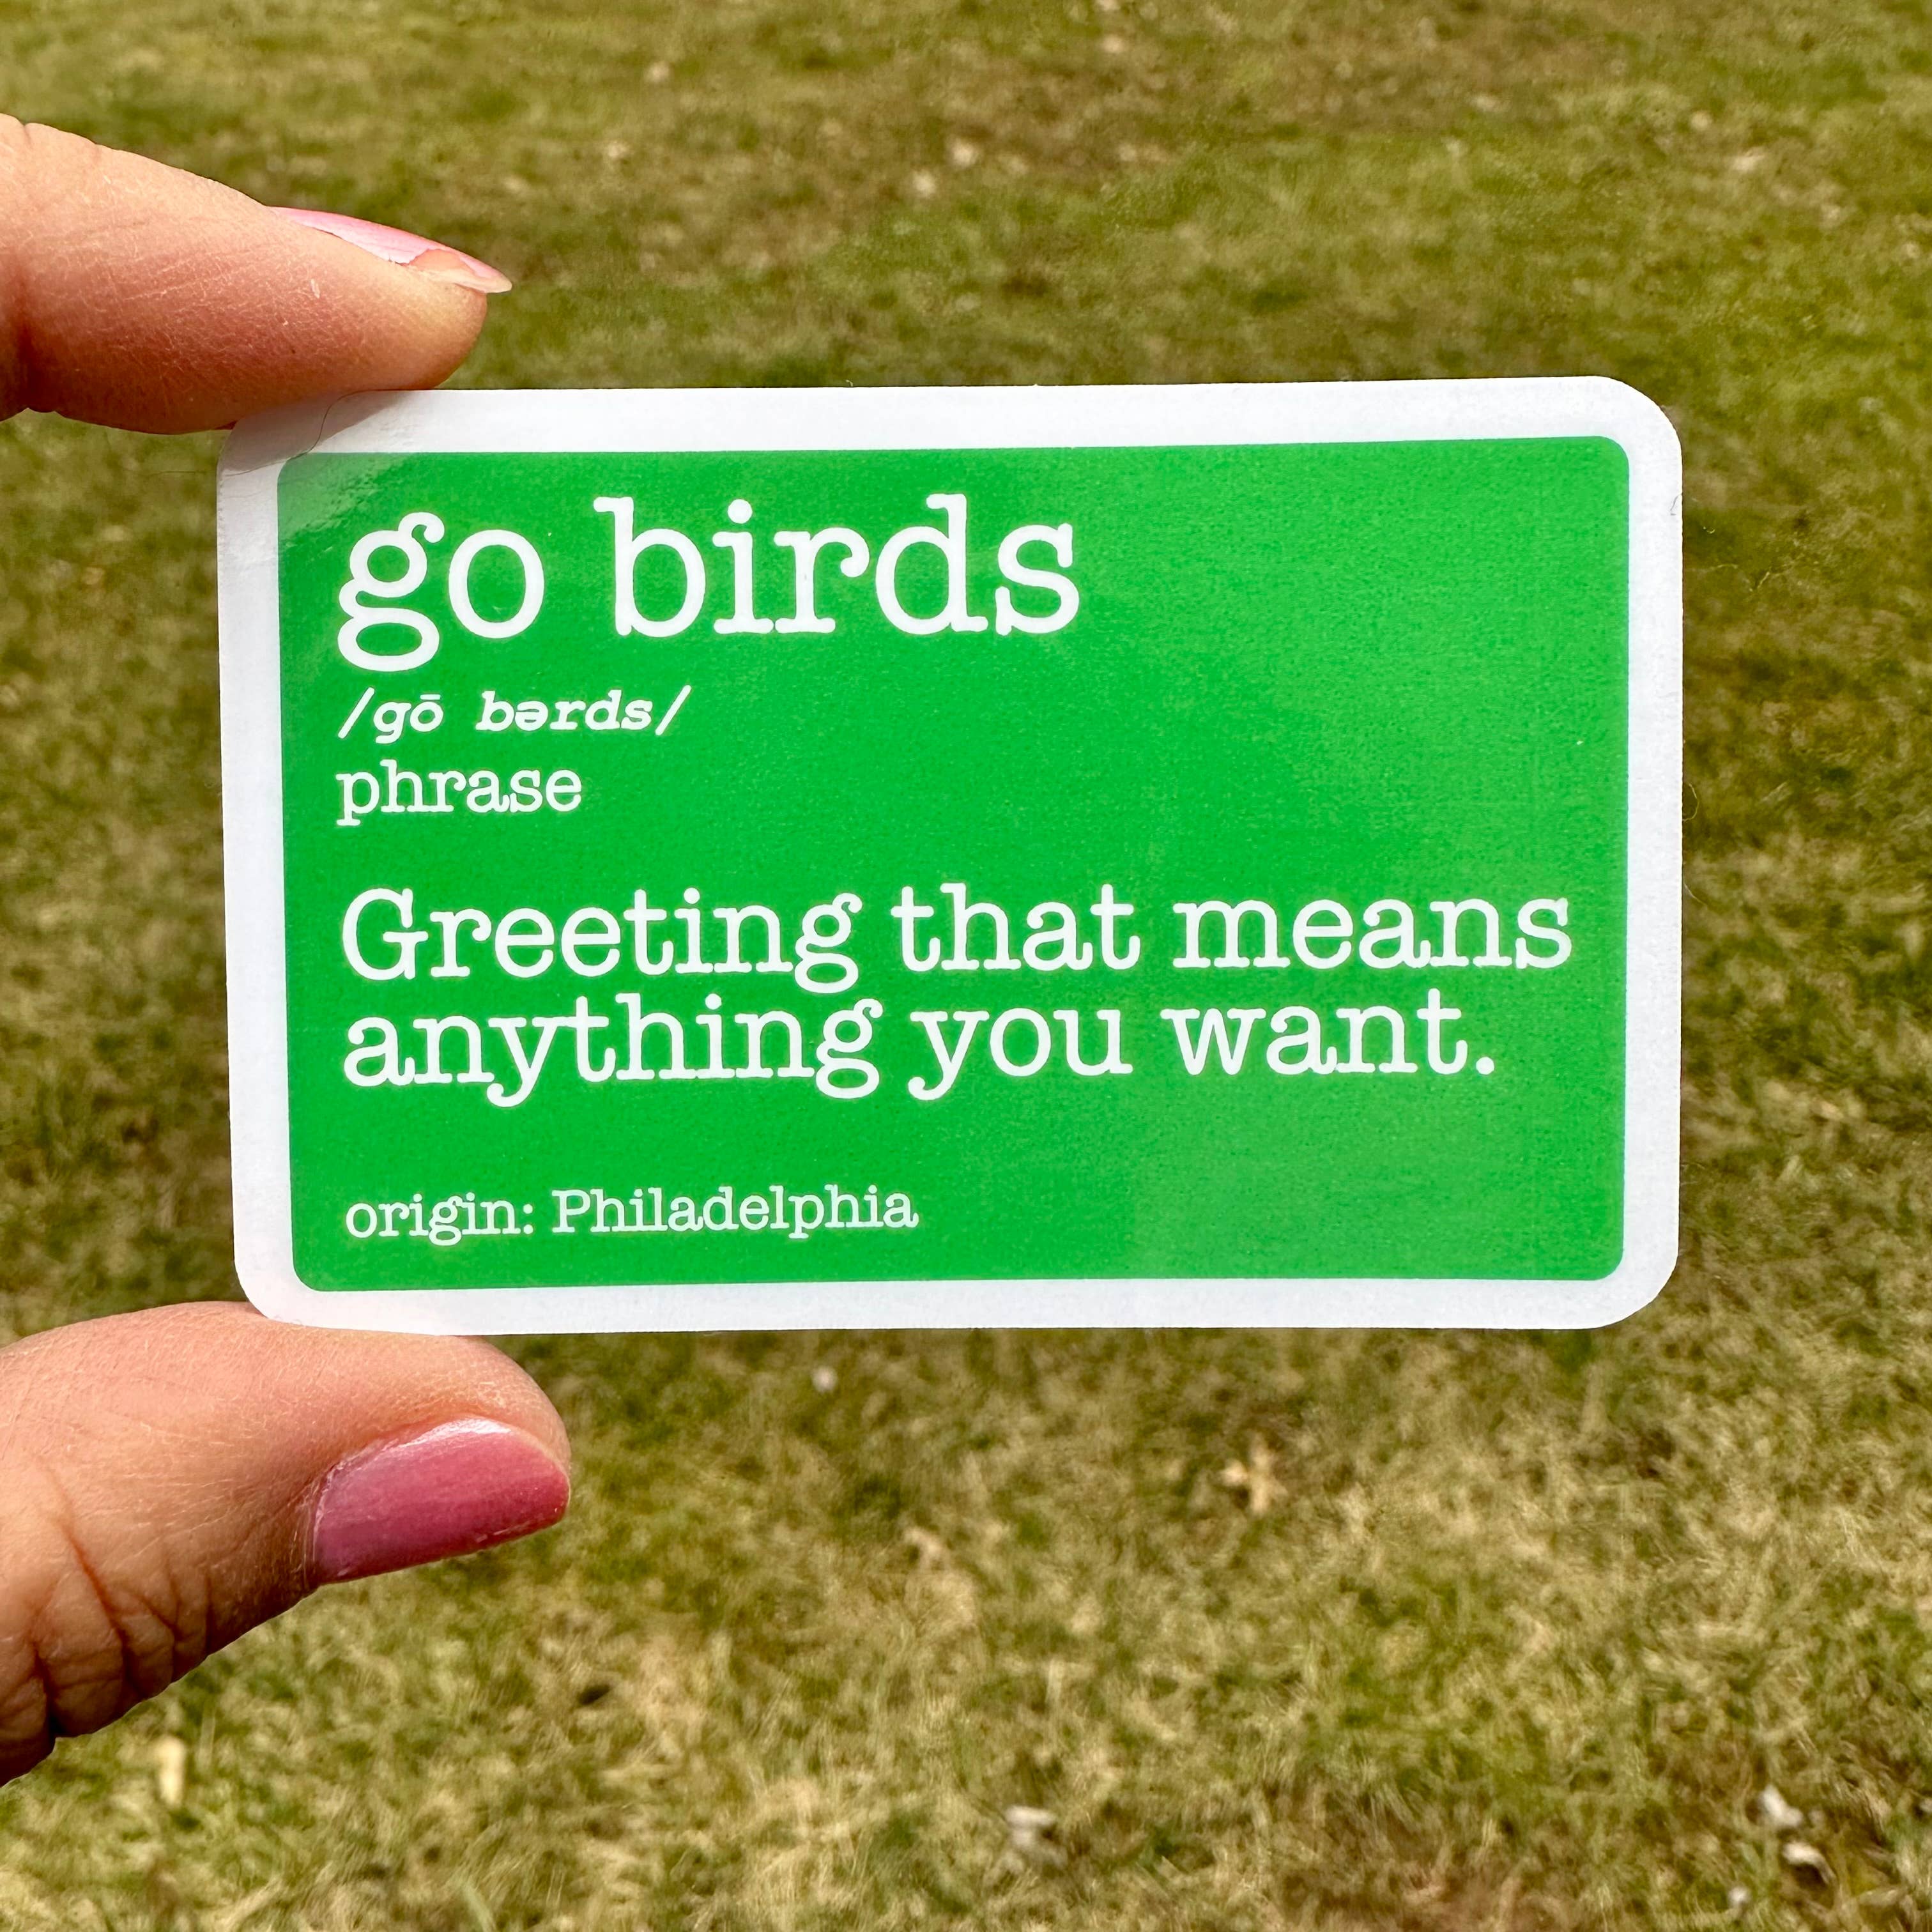 go birds
/gō bərds/
phrase
Greeting that means
anything you want.
origin: Philadelphia